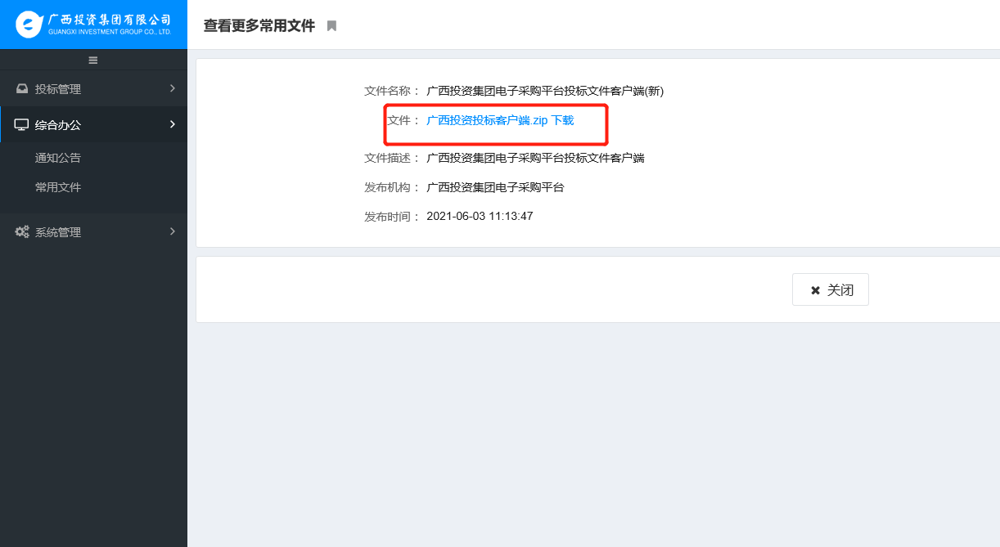 广西投资集团有限公司
GUANGXI INVESTMENT GROUP CO., LTD.
查看更多常用文件
投标管理
综合办公
通知公告
常用文件
系统管理
文件名称： 广西投资集团电子采购平台投标文件客户端(新)
文件： 广西投资投标客户端.zip 下载
文件描述： 广西投资集团电子采购平台投标文件客户端
发布机构： 广西投资集团电子采购平台
发布时间： 2021-06-03 11:13:47
关闭